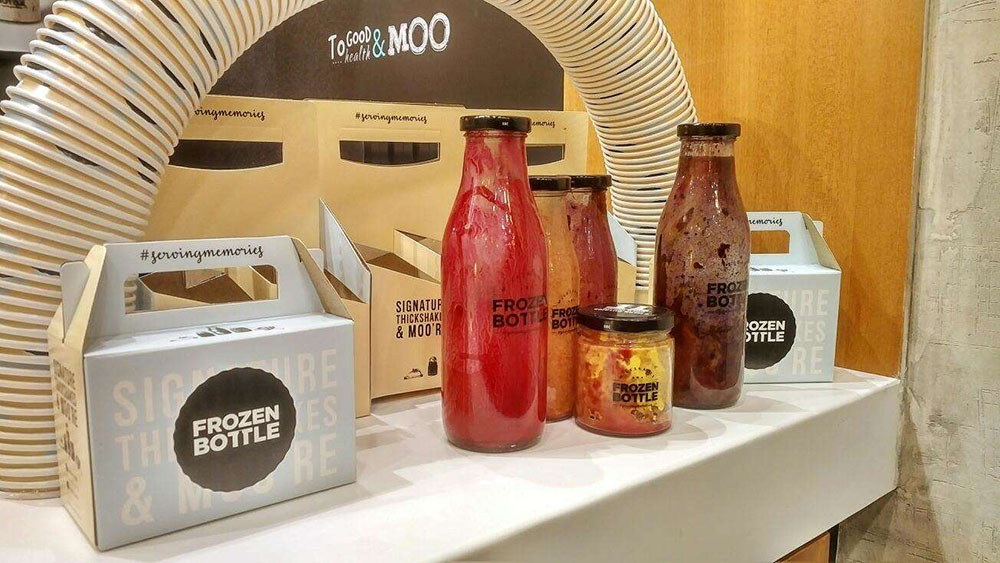 To GOOD
.... health & MOO
#servingmemories
#servingmemories
#servingmemories
SIGNATURE
THICKSHAKES
& MOO'RE
FROZEN
BOTTLE
SIGNATURE
THICKSHAKES
& MOO'RE
FROZEN
BOTTLE
FROZEN
BOTTLE
FROZEN
BOTTLE
FROZEN
BOTTLE
memories
FROZEN
BOTTLE